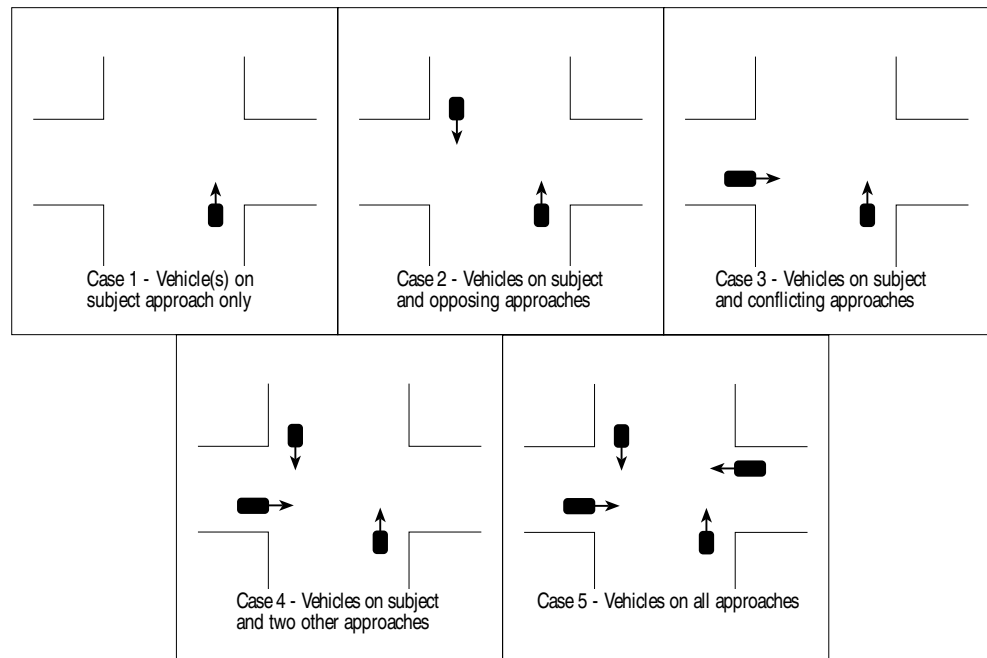 Case 1 - Vehicle(s) on
subject approach only
Case 2 - Vehicles on subject
and opposing approaches
Case 3 - Vehicles on subject
and conflicting approaches
Case 4 - Vehicles on subject
and two other approaches
Case 5 - Vehicles on all approaches